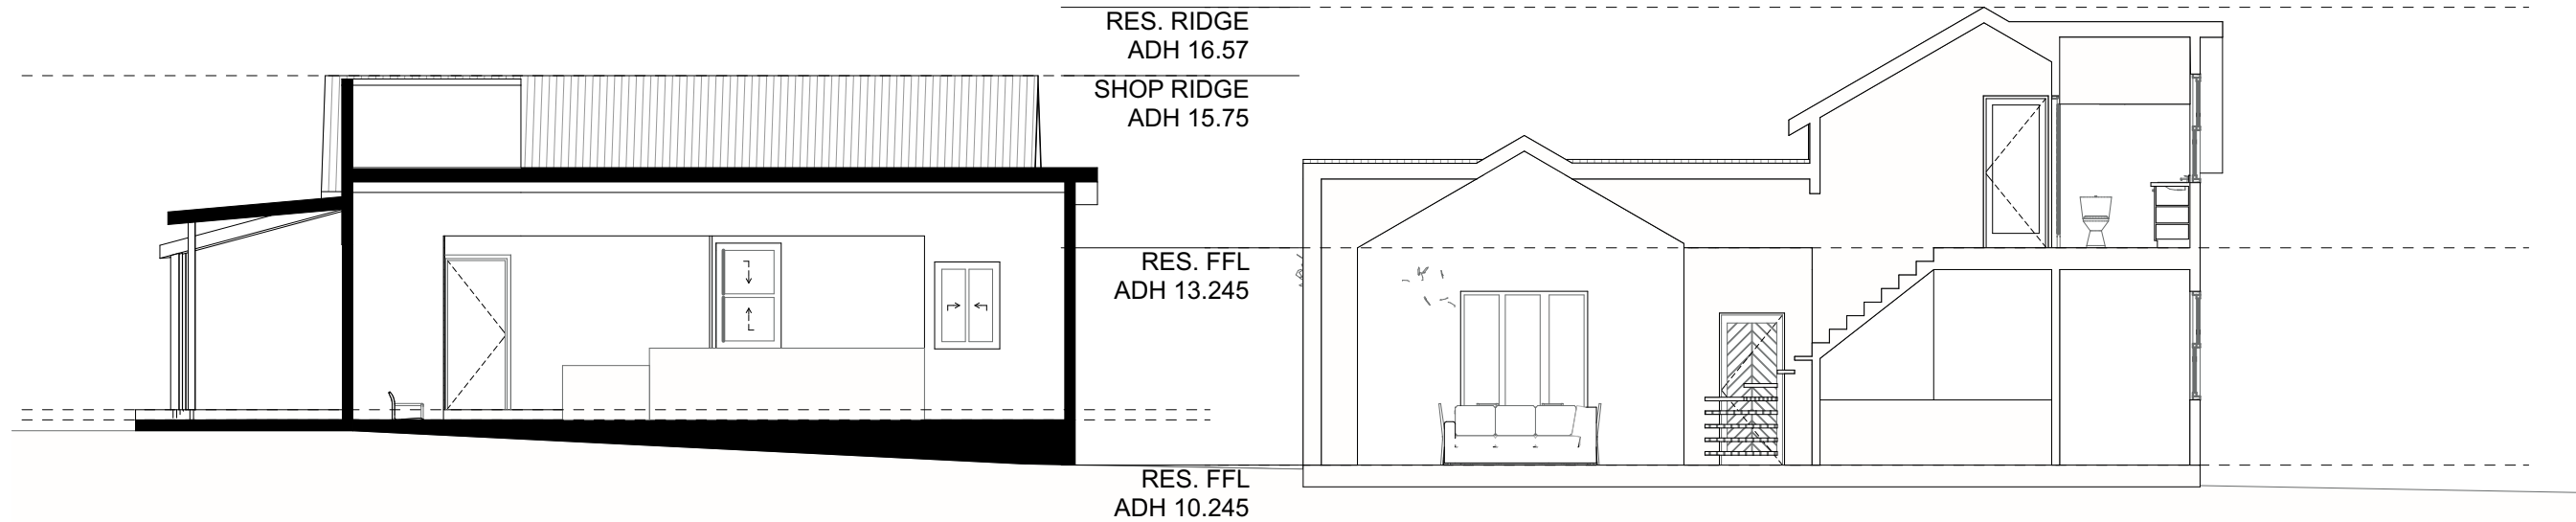 RES. RIDGE
ADH 16.57
SHOP RIDGE
ADH 15.75
RES. FFL
ADH 13.245
RES. FFL
ADH 10.245